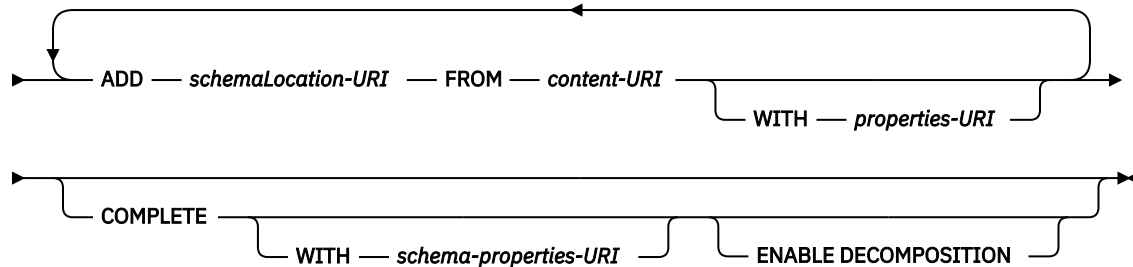 ADD schemaLocation-URI FROM content-URI
WITH properties-URI
COMPLETE
WITH schema-properties-URI ENABLE DECOMPOSITION